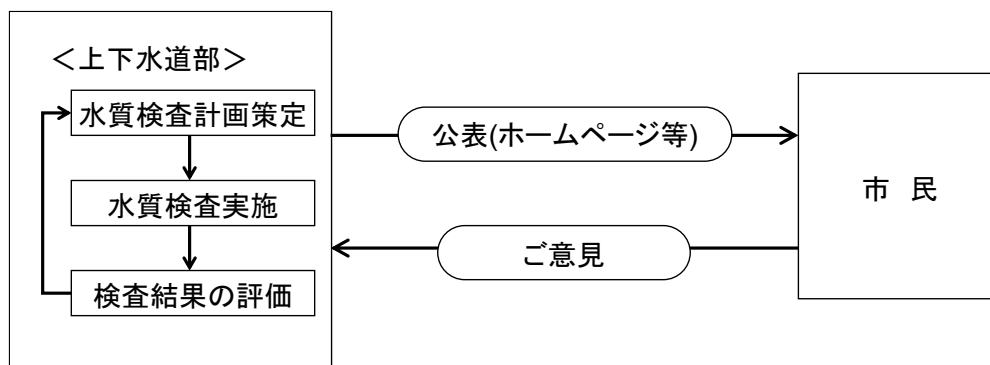 ＜上下水道部＞
水質検査計画策定
水質検査実施
検査結果の評価
公表(ホームページ等)
ご意見
市　民